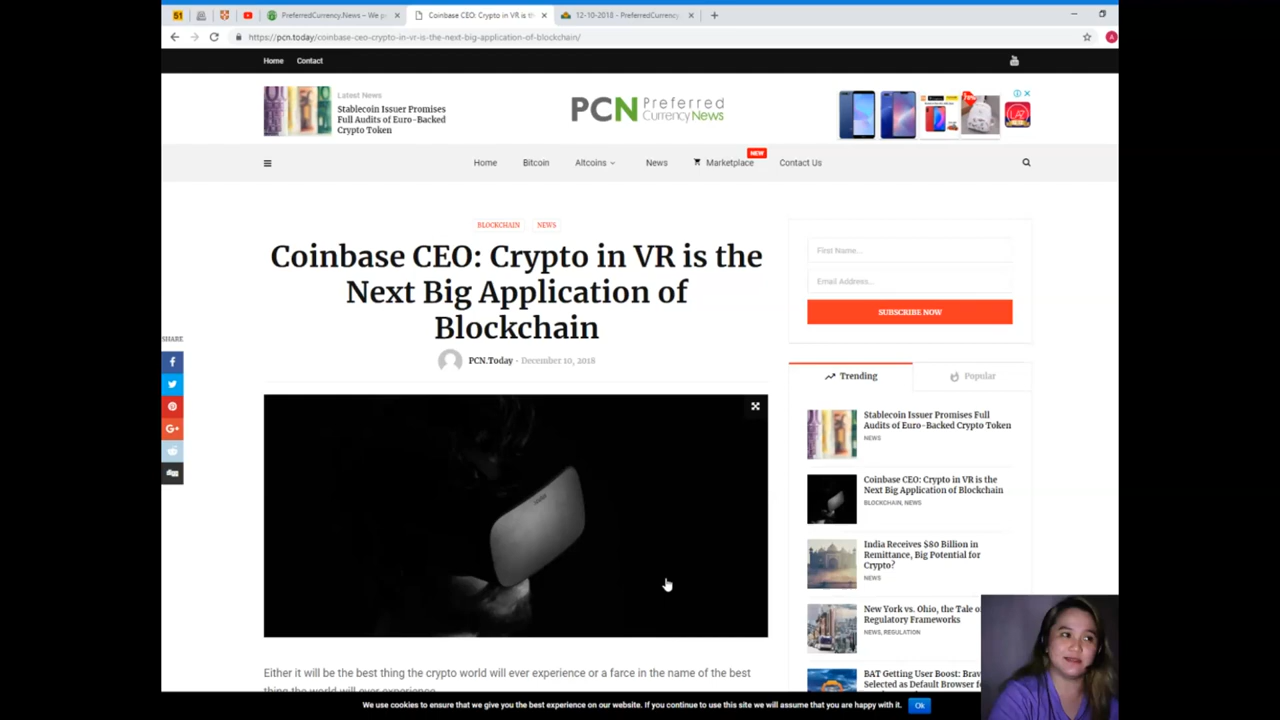 51
PreferredCurrency.News – We p
Coinbase CEO: Crypto in VR is th
12-10-2018 - PreferredCurrency
https://pcn.today/coinbase-ceo-crypto-in-vr-is-the-next-big-application-of-blockchain/
A
Home
Contact
Latest News
Stablecoin Issuer Promises
Full Audits of Euro-Backed
Crypto Token
PCN Preferred
Currency News
Home
Bitcoin
Altcoins
News
Marketplace
NEW
Contact Us
BLOCKCHAIN
NEWS
Coinbase CEO: Crypto in VR is the
Next Big Application of
Blockchain
PCN.Today - December 10, 2018
SHARE
First Name...
Email Address...
SUBSCRIBE NOW
Trending
Popular
Stablecoin Issuer Promises Full
Audits of Euro-Backed Crypto Token
NEWS
Coinbase CEO: Crypto in VR is the
Next Big Application of Blockchain
BLOCKCHAIN, NEWS
India Receives $80 Billion in
Remittance, Big Potential for
Crypto?
NEWS
New York vs. Ohio, the Tale o
Regulatory Frameworks
NEWS, REGULATION
BAT Getting User Boost: Brav
Selected as Default Browser f
Either it will be the best thing the crypto world will ever experience or a farce in the name of the best
thing the world will ever experience
We use cookies to ensure that we give you the best experience on our website. If you continue to use this site we will assume that you are happy with it.
Ok